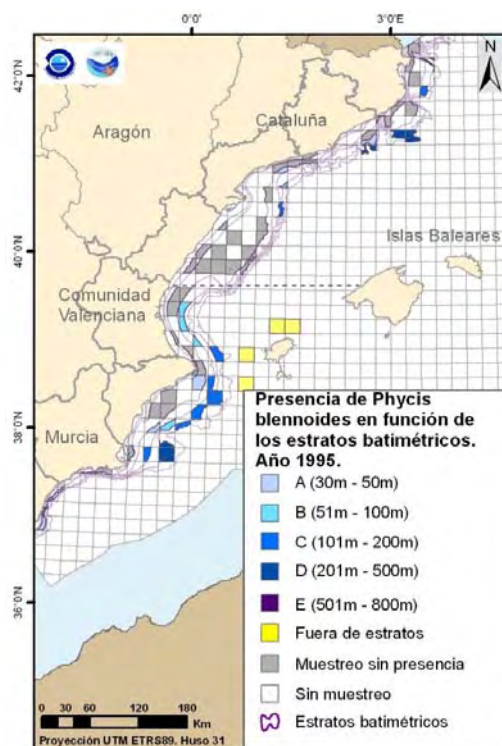 0°0' 3°0'E
42°0'N
N
Cataluña
Aragón
40°0'N
Islas Baleares
Comunidad
Valenciana
38°0'N
Murcia
36°0'N
Presencia de Phycis
blennoides en función de
los estratos batimétricos.
Año 1995.
A (30m - 50m)
B (51m - 100m)
C (101m - 200m)
D (201m - 500m)
E (501m - 800m)
Fuera de estratos
Muestreo sin presencia
Sin muestreo
Estratos batimétricos
0 30 60 120 180
Km
Proyección UTM ETRS89. Huso 31